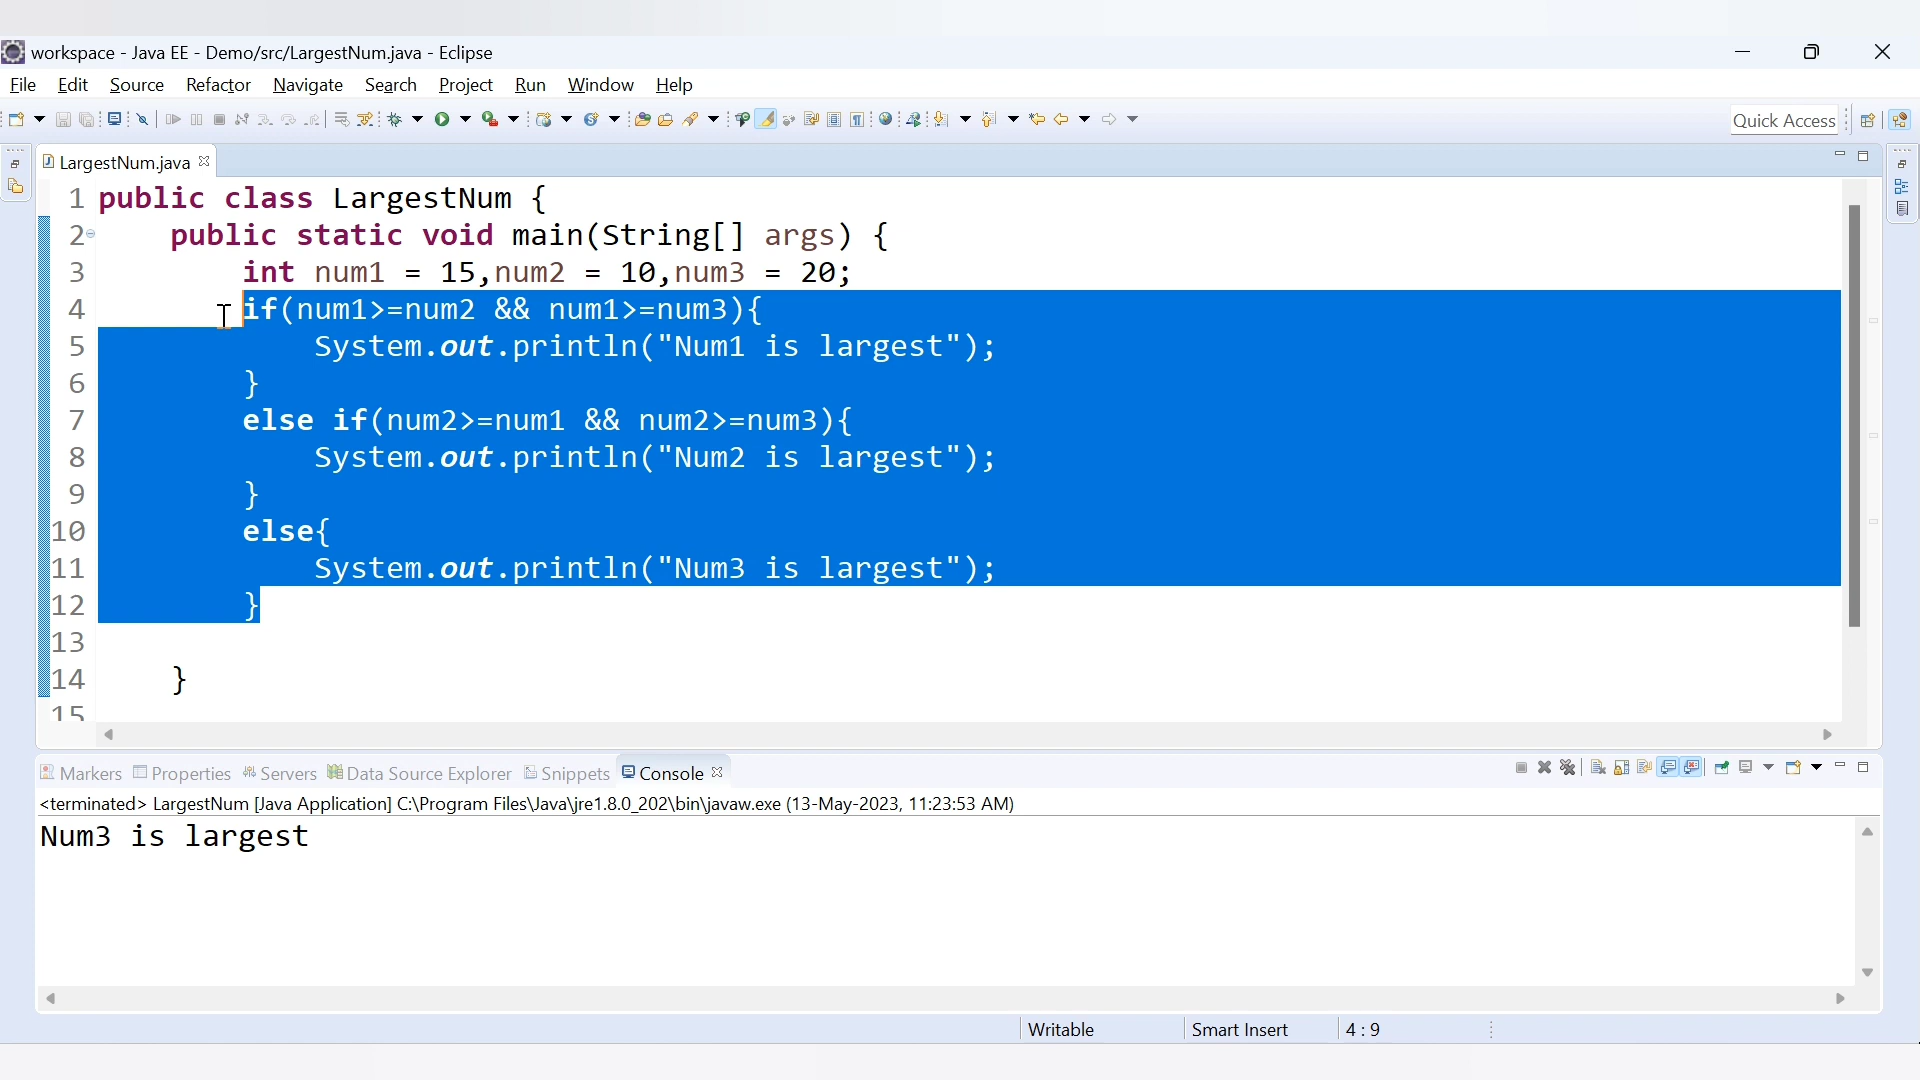 workspace - Java EE - Demo/src/LargestNum.java - Eclipse
File Edit Source Refactor Navigate Search Project Run Window Help
Quick Access
LargestNum.java
1 public class LargestNum {
2 public static void main(String[] args) {
3 int num1 = 15,num2 = 10,num3 = 20;
4 if(num1>=num2 && num1>=num3){
5 System.out.println("Num1 is largest");
6 }
7 else if(num2>=num1 && num2>=num3){
8 System.out.println("Num2 is largest");
9 }
10 else{
11 System.out.println("Num3 is largest");
12 }
13
14 }
15
Markers Properties Servers Data Source Explorer Snippets Console
<terminated> LargestNum [Java Application] C:\Program Files\Java\jre1.8.0_202\bin\javaw.exe (13-May-2023, 11:23:53 AM)
Num3 is largest
Writable Smart Insert 4 : 9